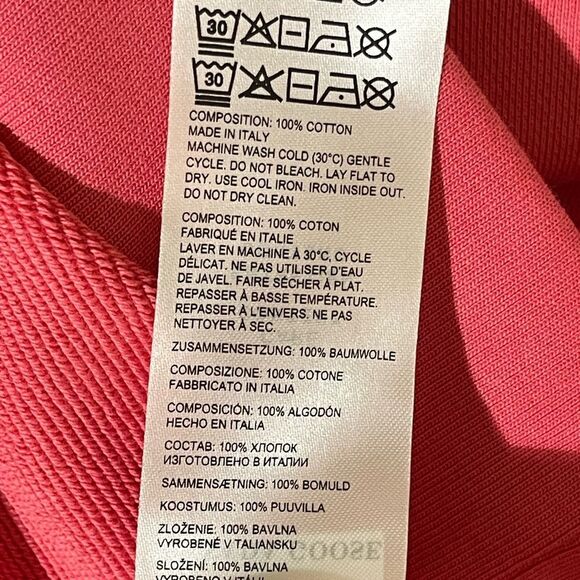 30
30
COMPOSITION: 100% COTTON
MADE IN ITALY
MACHINE WASH COLD (30°C) GENTLE
CYCLE. DO NOT BLEACH. LAY FLAT TO
DRY. USE COOL IRON. IRON INSIDE OUT.
DO NOT DRY CLEAN.
COMPOSITION: 100% COTON
FABRIQUÉ EN ITALIE
LAVER EN MACHINE À 30°C, CYCLE
DÉLICAT. NE PAS UTILISER D'EAU
DE JAVEL. FAIRE SÉCHER À PLAT.
REPASSER À BASSE TEMPÉRATURE.
REPASSER À L'ENVERS. NE PAS
NETTOYER À SEC.
ZUSAMMENSETZUNG: 100% BAUMWOLLE
COMPOSIZIONE: 100% COTONE
FABBRICATO IN ITALIA
COMPOSICIÓN: 100% ALGODÓN
HECHO EN ITALIA
СОСТАВ: 100% ХЛОПОК
ИЗГОТОВЛЕНО В ИТАЛИИ
SAMMENSÆTNING: 100% BOMULD
KOOSTUMUS: 100% PUUVILLA
ZLOŽENIE: 100% BAVLNA
VYROBENÉ V TALIANSKU
SLOŽENÍ: 100% BAVLNA